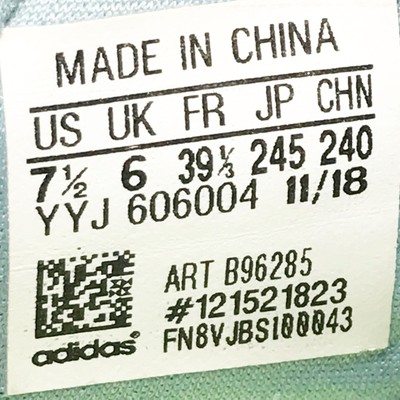 MADE IN CHINA
US UK FR JP CHN
7½ 6 39⅓ 245 240
YYJ 606004 11/18
ART B96285
#121521823
adidas® FN8VJBS100043